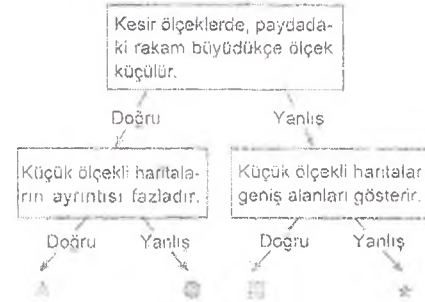 Kesir ölçeklerde, paydada-
ki rakam büyüdükçe ölçek
küçülür.
Doğru Yanlış
Küçük ölçekli haritala-
rın ayrıntısı fazladır.
Küçük ölçekli haritalar
geniş alanları gösterir.
Doğru Yanlış Doğru Yanlış